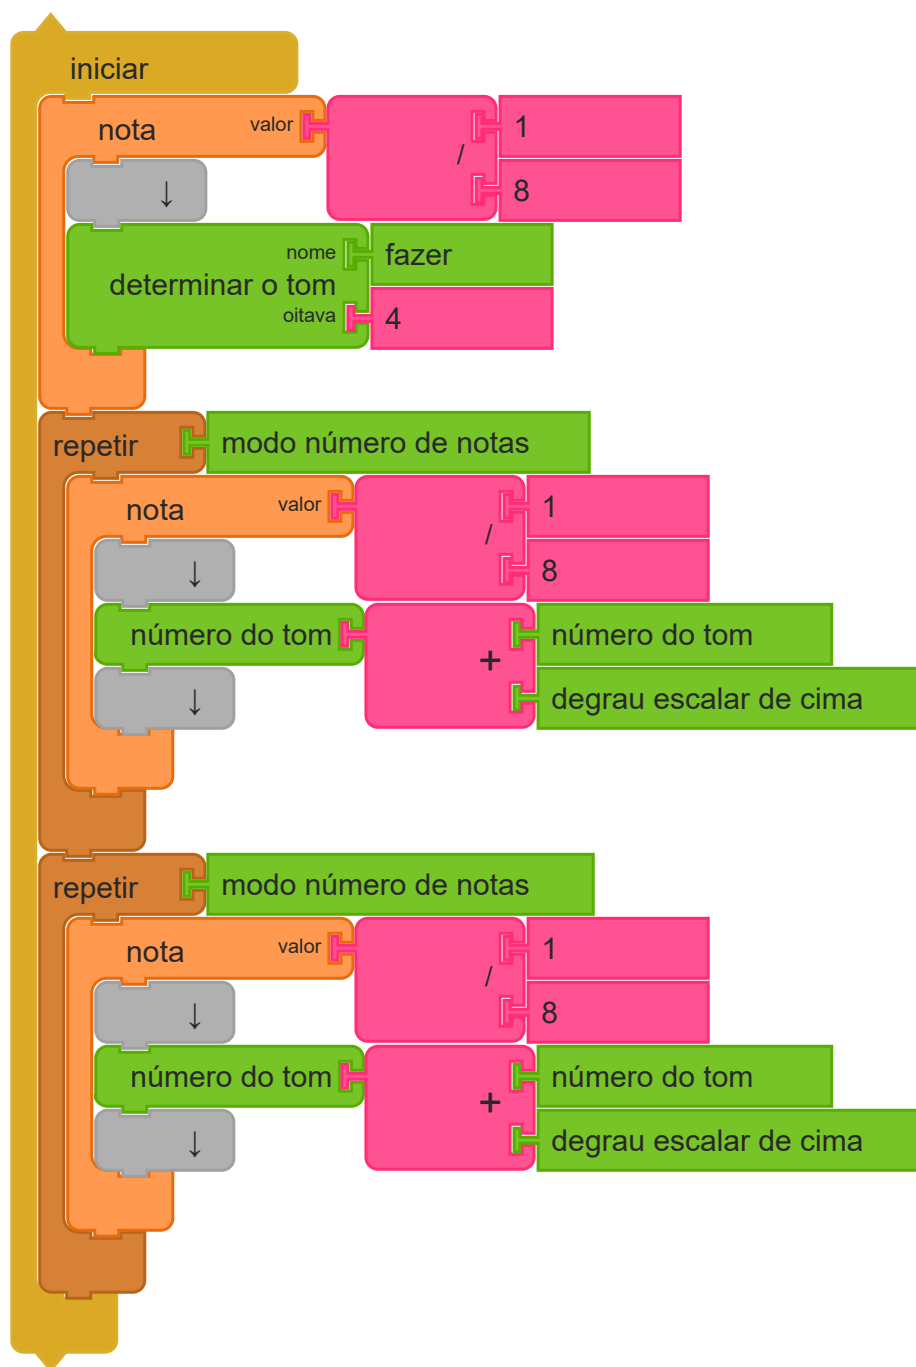 iniciar
nota valor 1
/
8
↓
nome fazer
determinar o tom
oitava 4
repetir modo número de notas
nota valor 1
/
8
↓
número do tom + número do tom
↓ degrau escalar de cima
repetir modo número de notas
nota valor 1
/
8
↓
número do tom + número do tom
↓ degrau escalar de cima